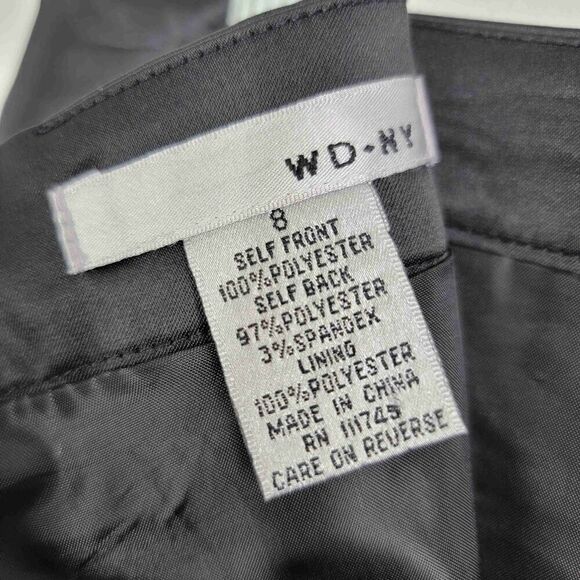 WD-NY
8
SELF FRONT
100%POLYESTER
SELF BACK
97%POLYESTER
3%SPANDEX
LINING
100%POLYESTER
MADE IN CHINA
RN 111745
CARE ON REVERSE